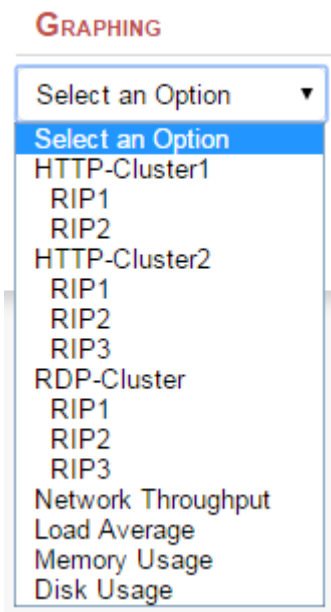 GRAPHING
Select an Option
Select an Option
HTTP-Cluster1
RIP1
RIP2
HTTP-Cluster2
RIP1
RIP2
RIP3
RDP-Cluster
RIP1
RIP2
RIP3
Network Throughput
Load Average
Memory Usage
Disk Usage